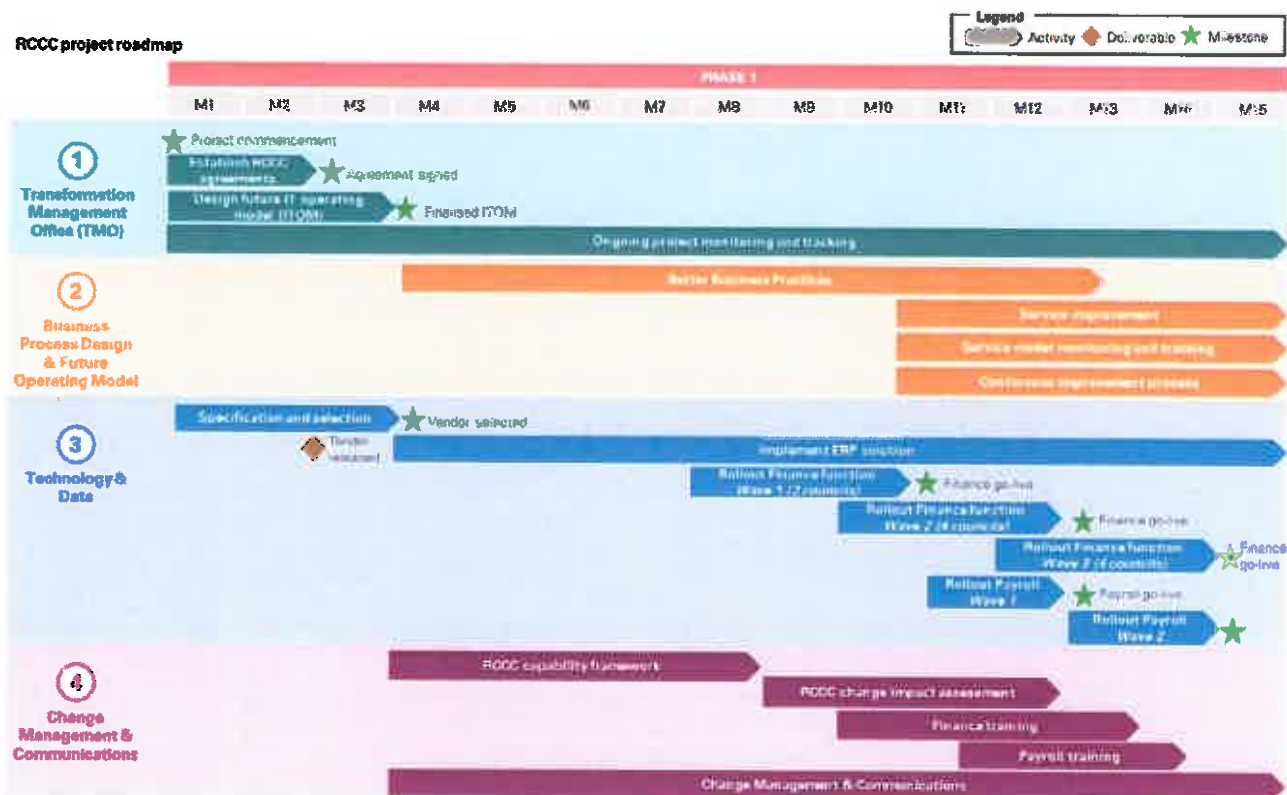 Legend
Activity Deliverable Milestone
RCCC project roadmap
PHASE 1
M1 M2 M3 M4 M5 M6 M7 M8 M9 M10 M11 M12 M13 M14 M15
1
Transformation
Management
Office (TMO)
Project commencement
Establish RCCC
agreements
Agreement signed
Design future IT operating
model (ITOM)
Finalised ITOM
Ongoing project monitoring and tracking
2
Business
Process Design
& Future
Operating Model
Better Business Practices
Service improvement
Service model monitoring and tracking
Continuous improvement process
3
Technology &
Data
Specification and selection
Vendor selected
Tender
Implement ERP solution
Rollout Finance function
Wave 1 (2 councils)
Finance go-live
Rollout Finance function
Wave 2 (4 councils)
Finance go-live
Rollout Finance function
Wave 3 (4 councils)
Finance
go-live
Rollout Payroll
Wave 1
Payroll go-live
Rollout Payroll
Wave 2
4
Change
Management &
Communications
RCCC capability framework
RCCC change impact assessment
Finance training
Payroll training
Change Management & Communications